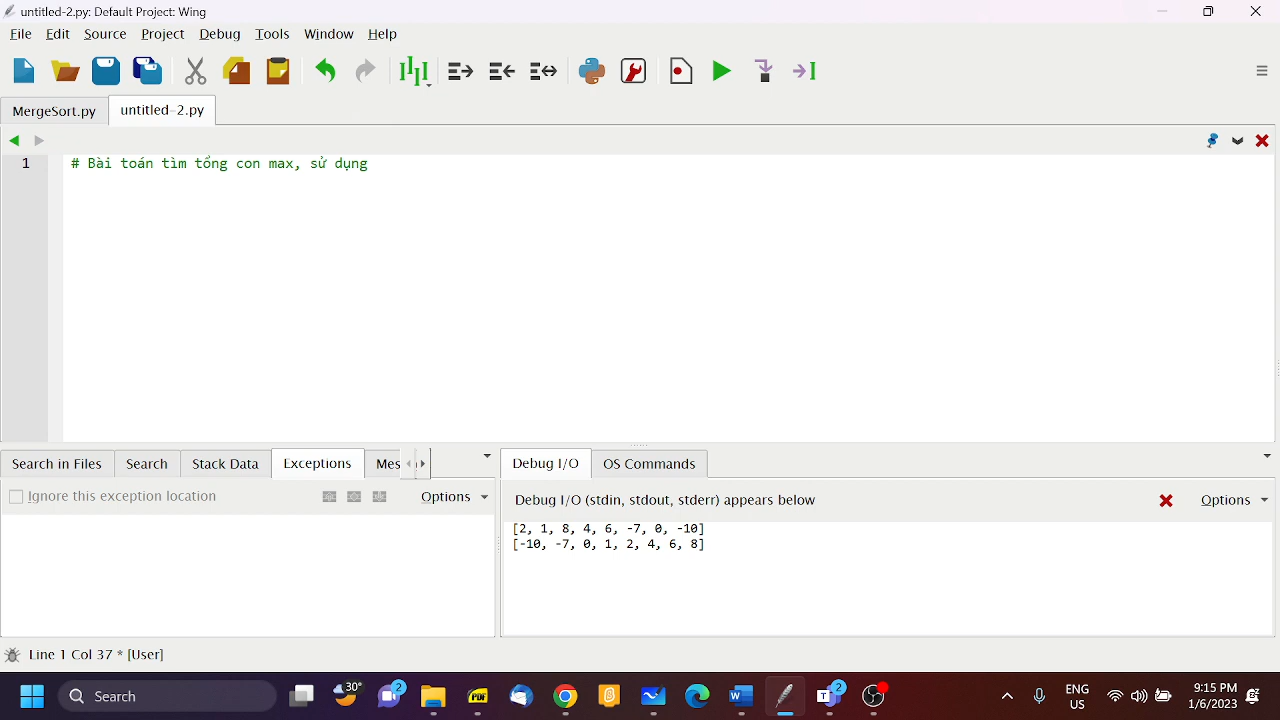 untitled-2.py: Default Project: Wing
File Edit Source Project Debug Tools Window Help
MergeSort.py untitled-2.py
1 # Bài toán tìm tổng con max, sử dụng
Search in Files Search Stack Data Exceptions Mes
Debug I/O OS Commands
Ignore this exception location Options
Debug I/O (stdin, stdout, stderr) appears below Options
[2, 1, 8, 4, 6, -7, 0, -10]
[-10, -7, 0, 1, 2, 4, 6, 8]
Line 1 Col 37 * [User]
Search 30° 2 PDF 2 ENG US 9:15 PM 1/6/2023